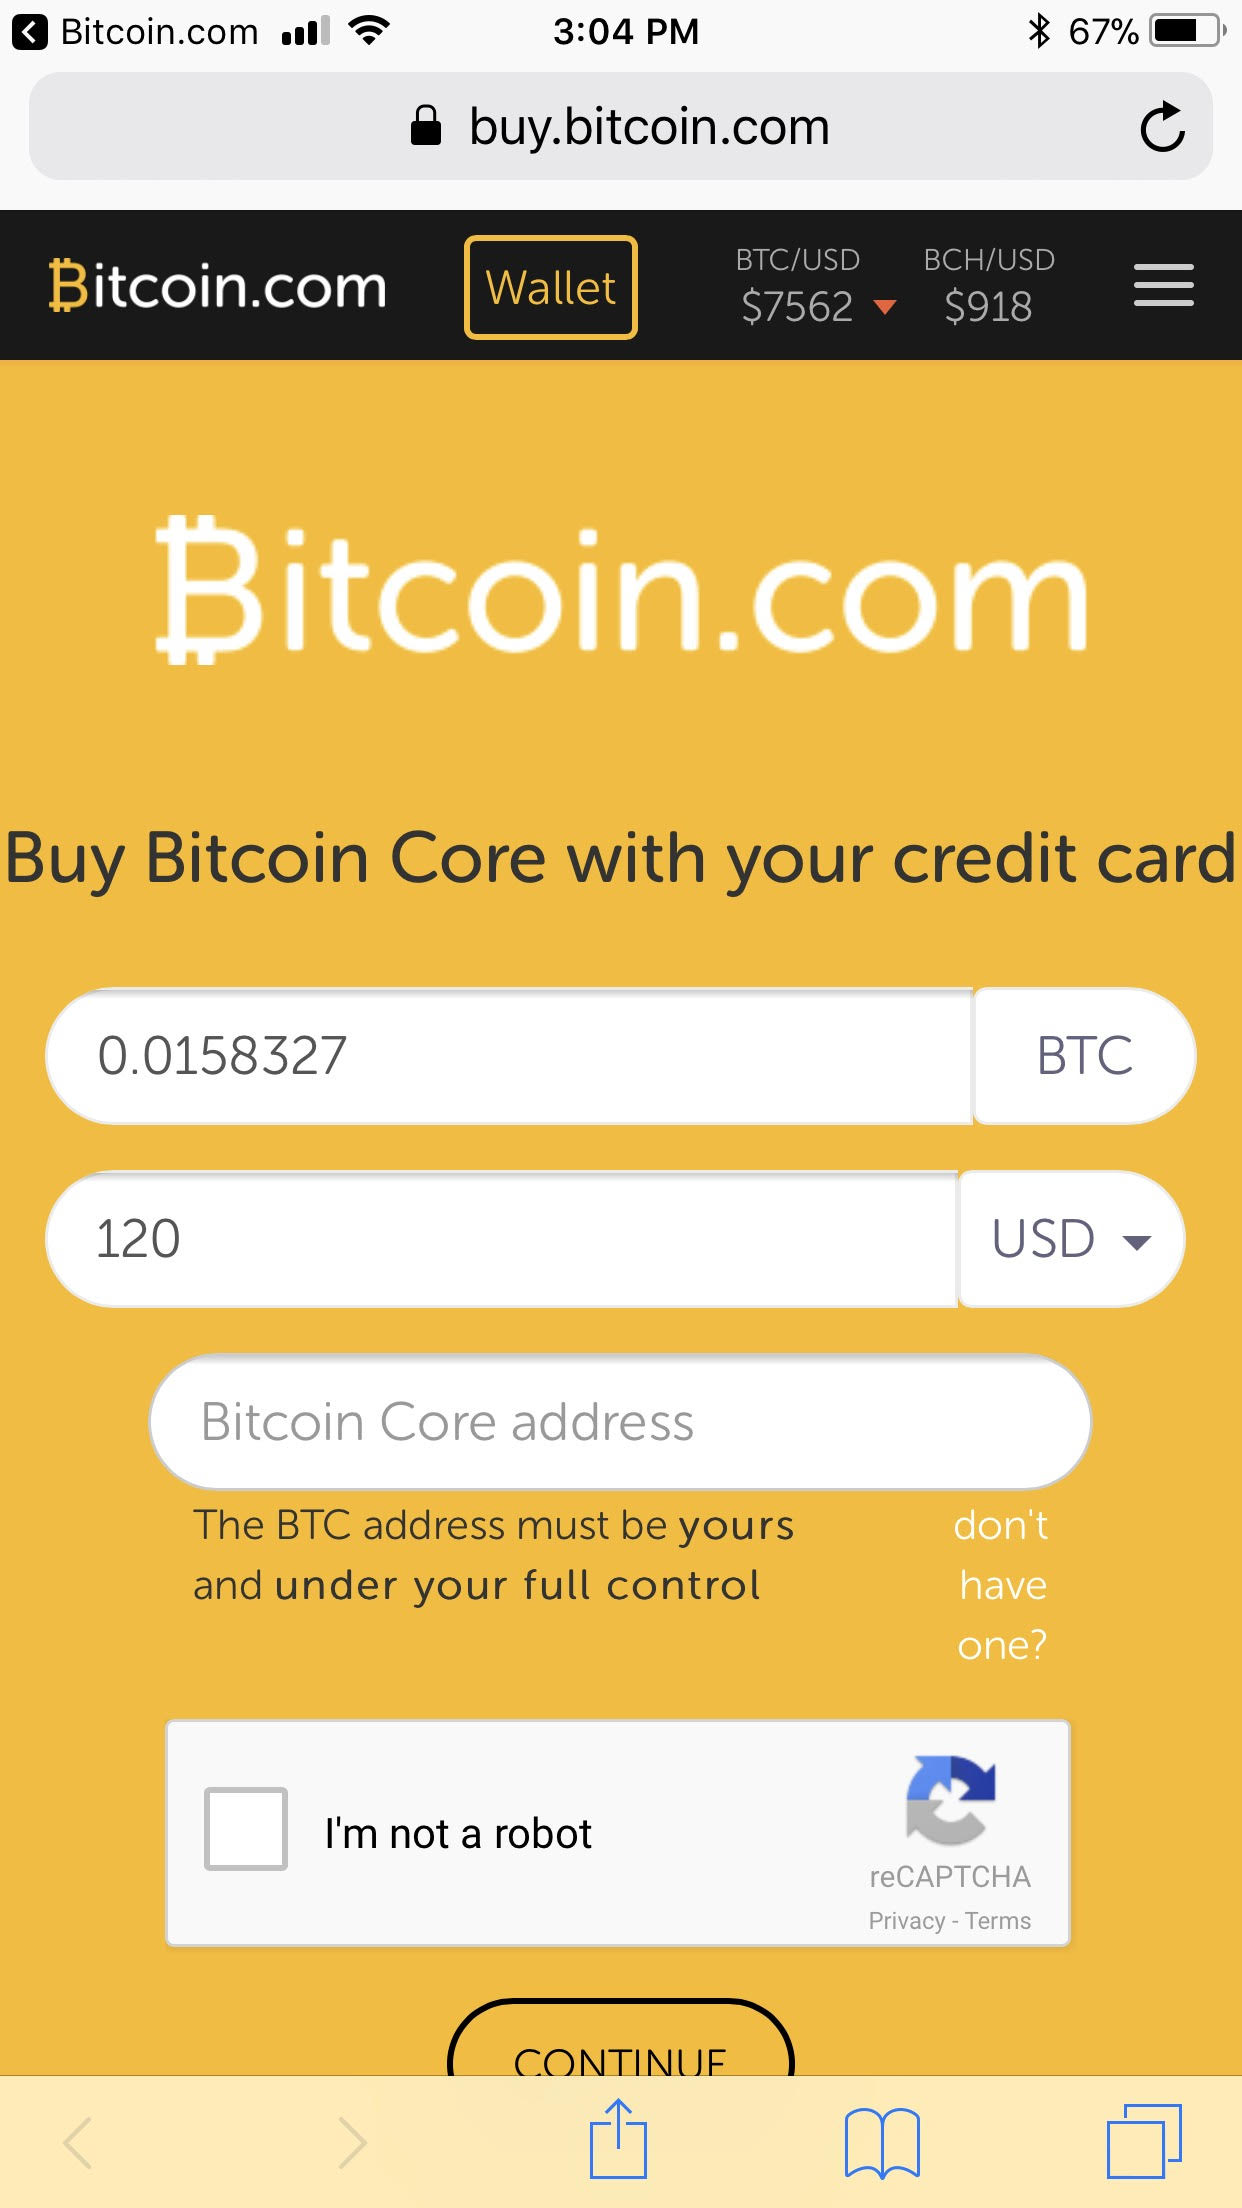 Bitcoin.com 3:04 PM 67%
buy.bitcoin.com
Bitcoin.com Wallet BTC/USD BCH/USD
$7562 $918
Bitcoin.com
Buy Bitcoin Core with your credit card
0.0158327 BTC
120 USD
Bitcoin Core address
The BTC address must be yours don't
and under your full control have
one?
I'm not a robot
reCAPTCHA
Privacy - Terms
CONTINUE